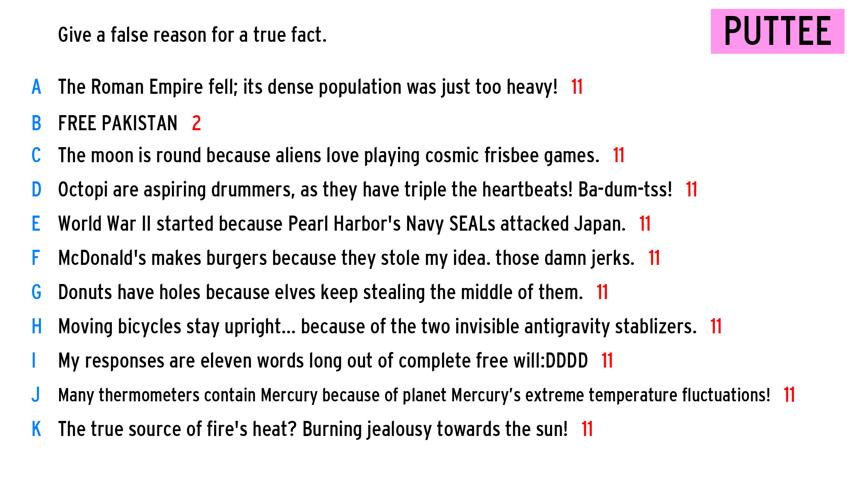 PUTTEE
Give a false reason for a true fact.
A The Roman Empire fell; its dense population was just too heavy! 11
B FREE PAKISTAN 2
C The moon is round because aliens love playing cosmic frisbee games. 11
D Octopi are aspiring drummers, as they have triple the heartbeats! Ba-dum-tss! 11
E World War II started because Pearl Harbor's Navy SEALs attacked Japan. 11
F McDonald's makes burgers because they stole my idea. those damn jerks. 11
G Donuts have holes because elves keep stealing the middle of them. 11
H Moving bicycles stay upright... because of the two invisible antigravity stablizers. 11
I My responses are eleven words long out of complete free will:DDDD 11
J Many thermometers contain Mercury because of planet Mercury’s extreme temperature fluctuations! 11
K The true source of fire's heat? Burning jealousy towards the sun! 11